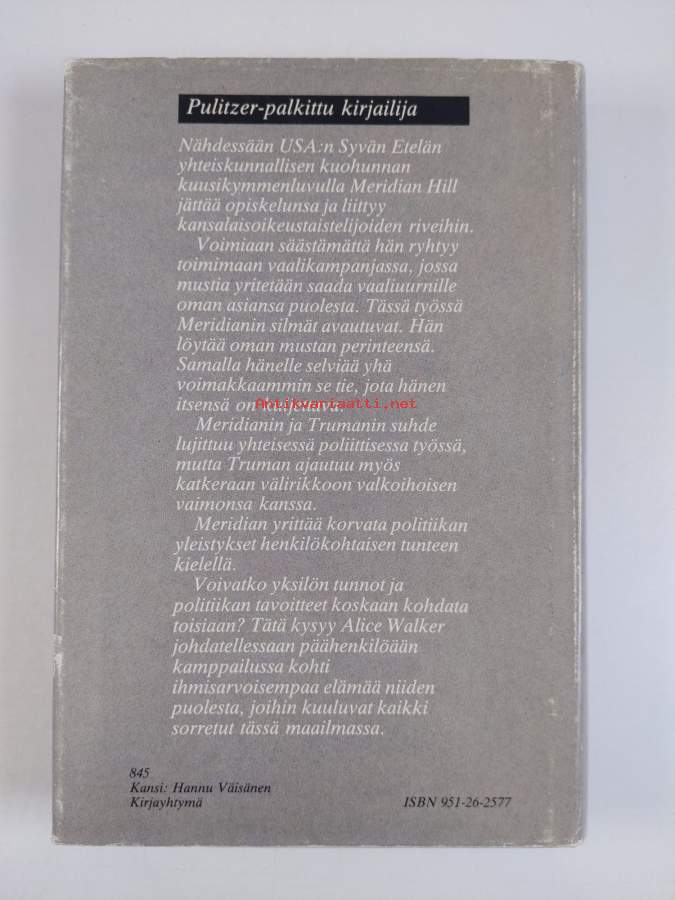 Pulitzer-palkittu kirjailija
Nähdessään USA:n Syvän Etelän
yhteiskunnallisen kuohunnan
kuusikymmenluvulla Meridian Hill
jättää opiskelunsa ja liittyy
kansalaisoikeustaistelijoiden riveihin.
Voimiaan säästämättä hän ryhtyy
toimimaan vaalikampanjassa, jossa
mustia yritetään saada vaaliuurnille
oman asiansa puolesta. Tässä työssä
Meridianin silmät avautuvat. Hän
löytää oman mustan perinteensä.
Samalla hänelle selviää yhä
voimakkaammin se tie, jota hänen
itsensä on
Antikvariaatti.net
Meridianin ja Trumanin suhde
lujittuu yhteisessä poliittisessa työssä,
mutta Truman ajautuu myös
katkeraan välirikkoon valkoihoisen
vaimonsa kanssa.
Meridian yrittää korvata politiikan
yleistykset henkilökohtaisen tunteen
kielellä.
Voivatko yksilön tunnot ja
politiikan tavoitteet koskaan kohdata
toisiaan? Tätä kysyy Alice Walker
johdatellessaan päähenkilöään
kamppailussa kohti
ihmisarvoisempaa elämää niiden
puolesta, joihin kuuluvat kaikki
sorretut tässä maailmassa.
845
Kansi: Hannu Väisänen
Kirjayhtymä
ISBN 951-26-2577